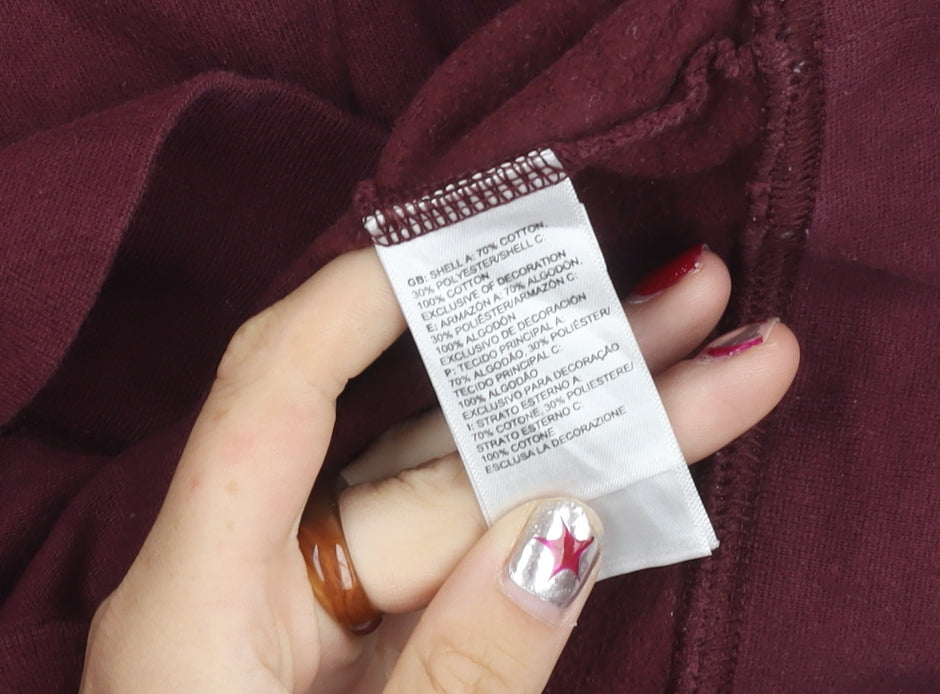 GB: SHELL A: 70% COTTON,
30% POLYESTER/SHELL C:
100% COTTON
EXCLUSIVE OF DECORATION
E: ARMAZÓN A: 70% ALGODÓN,
30% POLIÉSTER/ARMAZÓN C:
100% ALGODÓN
EXCLUSIVO DE DECORACIÓN
P: TECIDO PRINCIPAL A:
70% ALGODÃO, 30% POLIÉSTER/
TECIDO PRINCIPAL C:
100% ALGODÃO
EXCLUSIVO PARA DECORAÇÃO
I: STRATO ESTERNO A:
70% COTONE, 30% POLIESTERE/
STRATO ESTERNO C:
100% COTONE
ESCLUSA LA DECORAZIONE